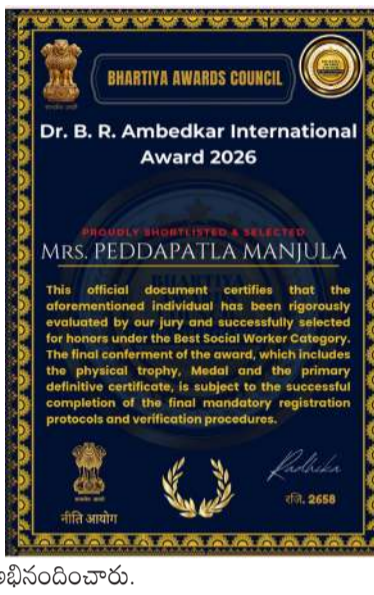 BHARTIYA AWARDS COUNCIL
Dr. B. R. Ambedkar International
Award 2026
PROUDLY SHORTLISTED & SELECTED
MRS. PEDDAPATLA MANJULA
This official document certifies that the
aforementioned individual has been rigorously
evaluated by our jury and successfully selected
for honors under the Best Social Worker Category.
The final conferment of the award, which includes
the physical trophy, Medal and the primary
definitive certificate, is subject to the successful
completion of the final mandatory registration
protocols and verification procedures.
Radhika
रजि. 2658
नीति आयोग
అభినందించారు.